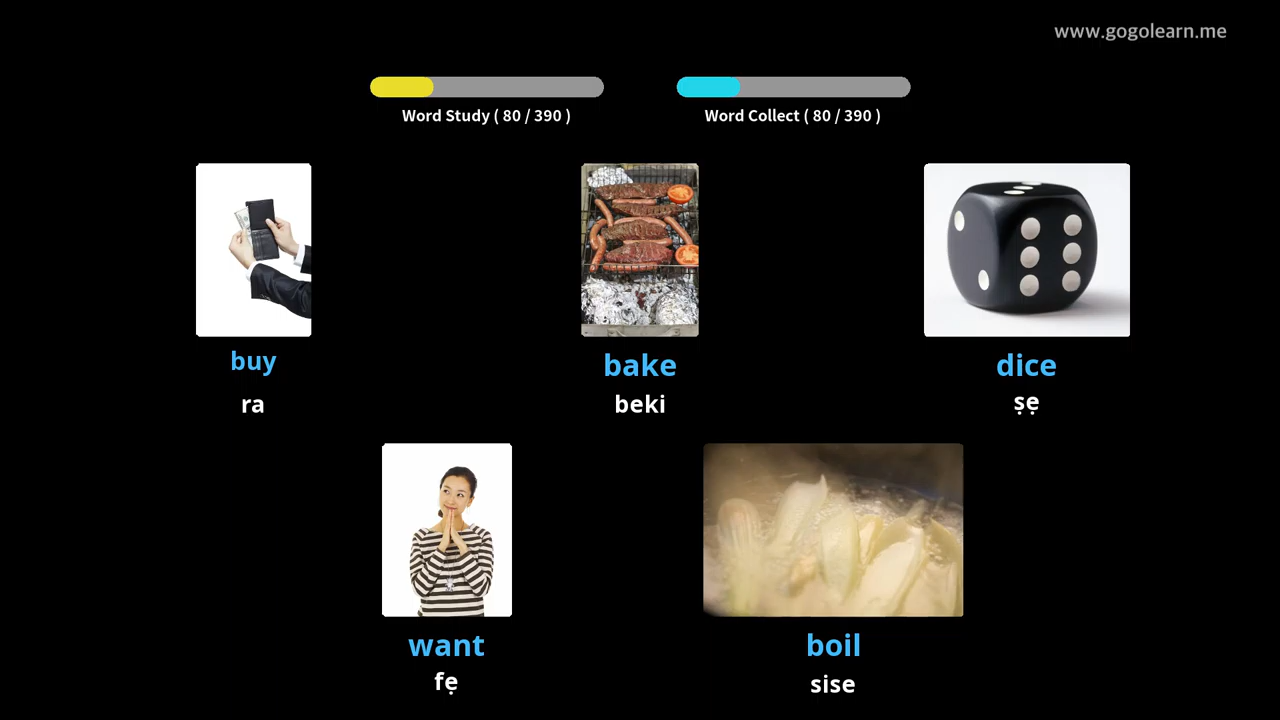 www.gogolearn.me
Word Study ( 80 / 390 )
Word Collect ( 80 / 390 )
buy
ra
bake
beki
dice
ṣẹ
want
fẹ
boil
sise